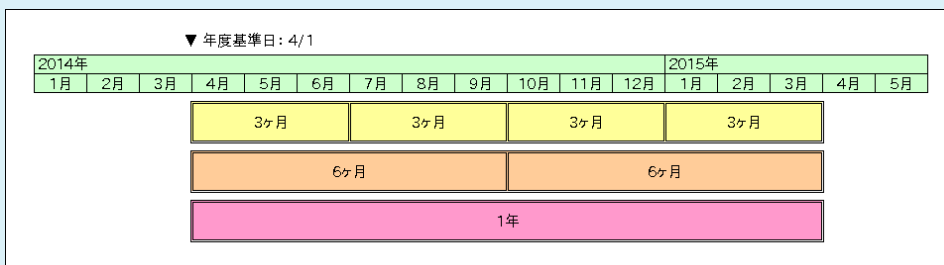 ▼ 年度基準日：4/1
2014年 2015年
1月 2月 3月 4月 5月 6月 7月 8月 9月 10月 11月 12月 1月 2月 3月 4月 5月
3ヶ月 3ヶ月 3ヶ月 3ヶ月
6ヶ月 6ヶ月
1年